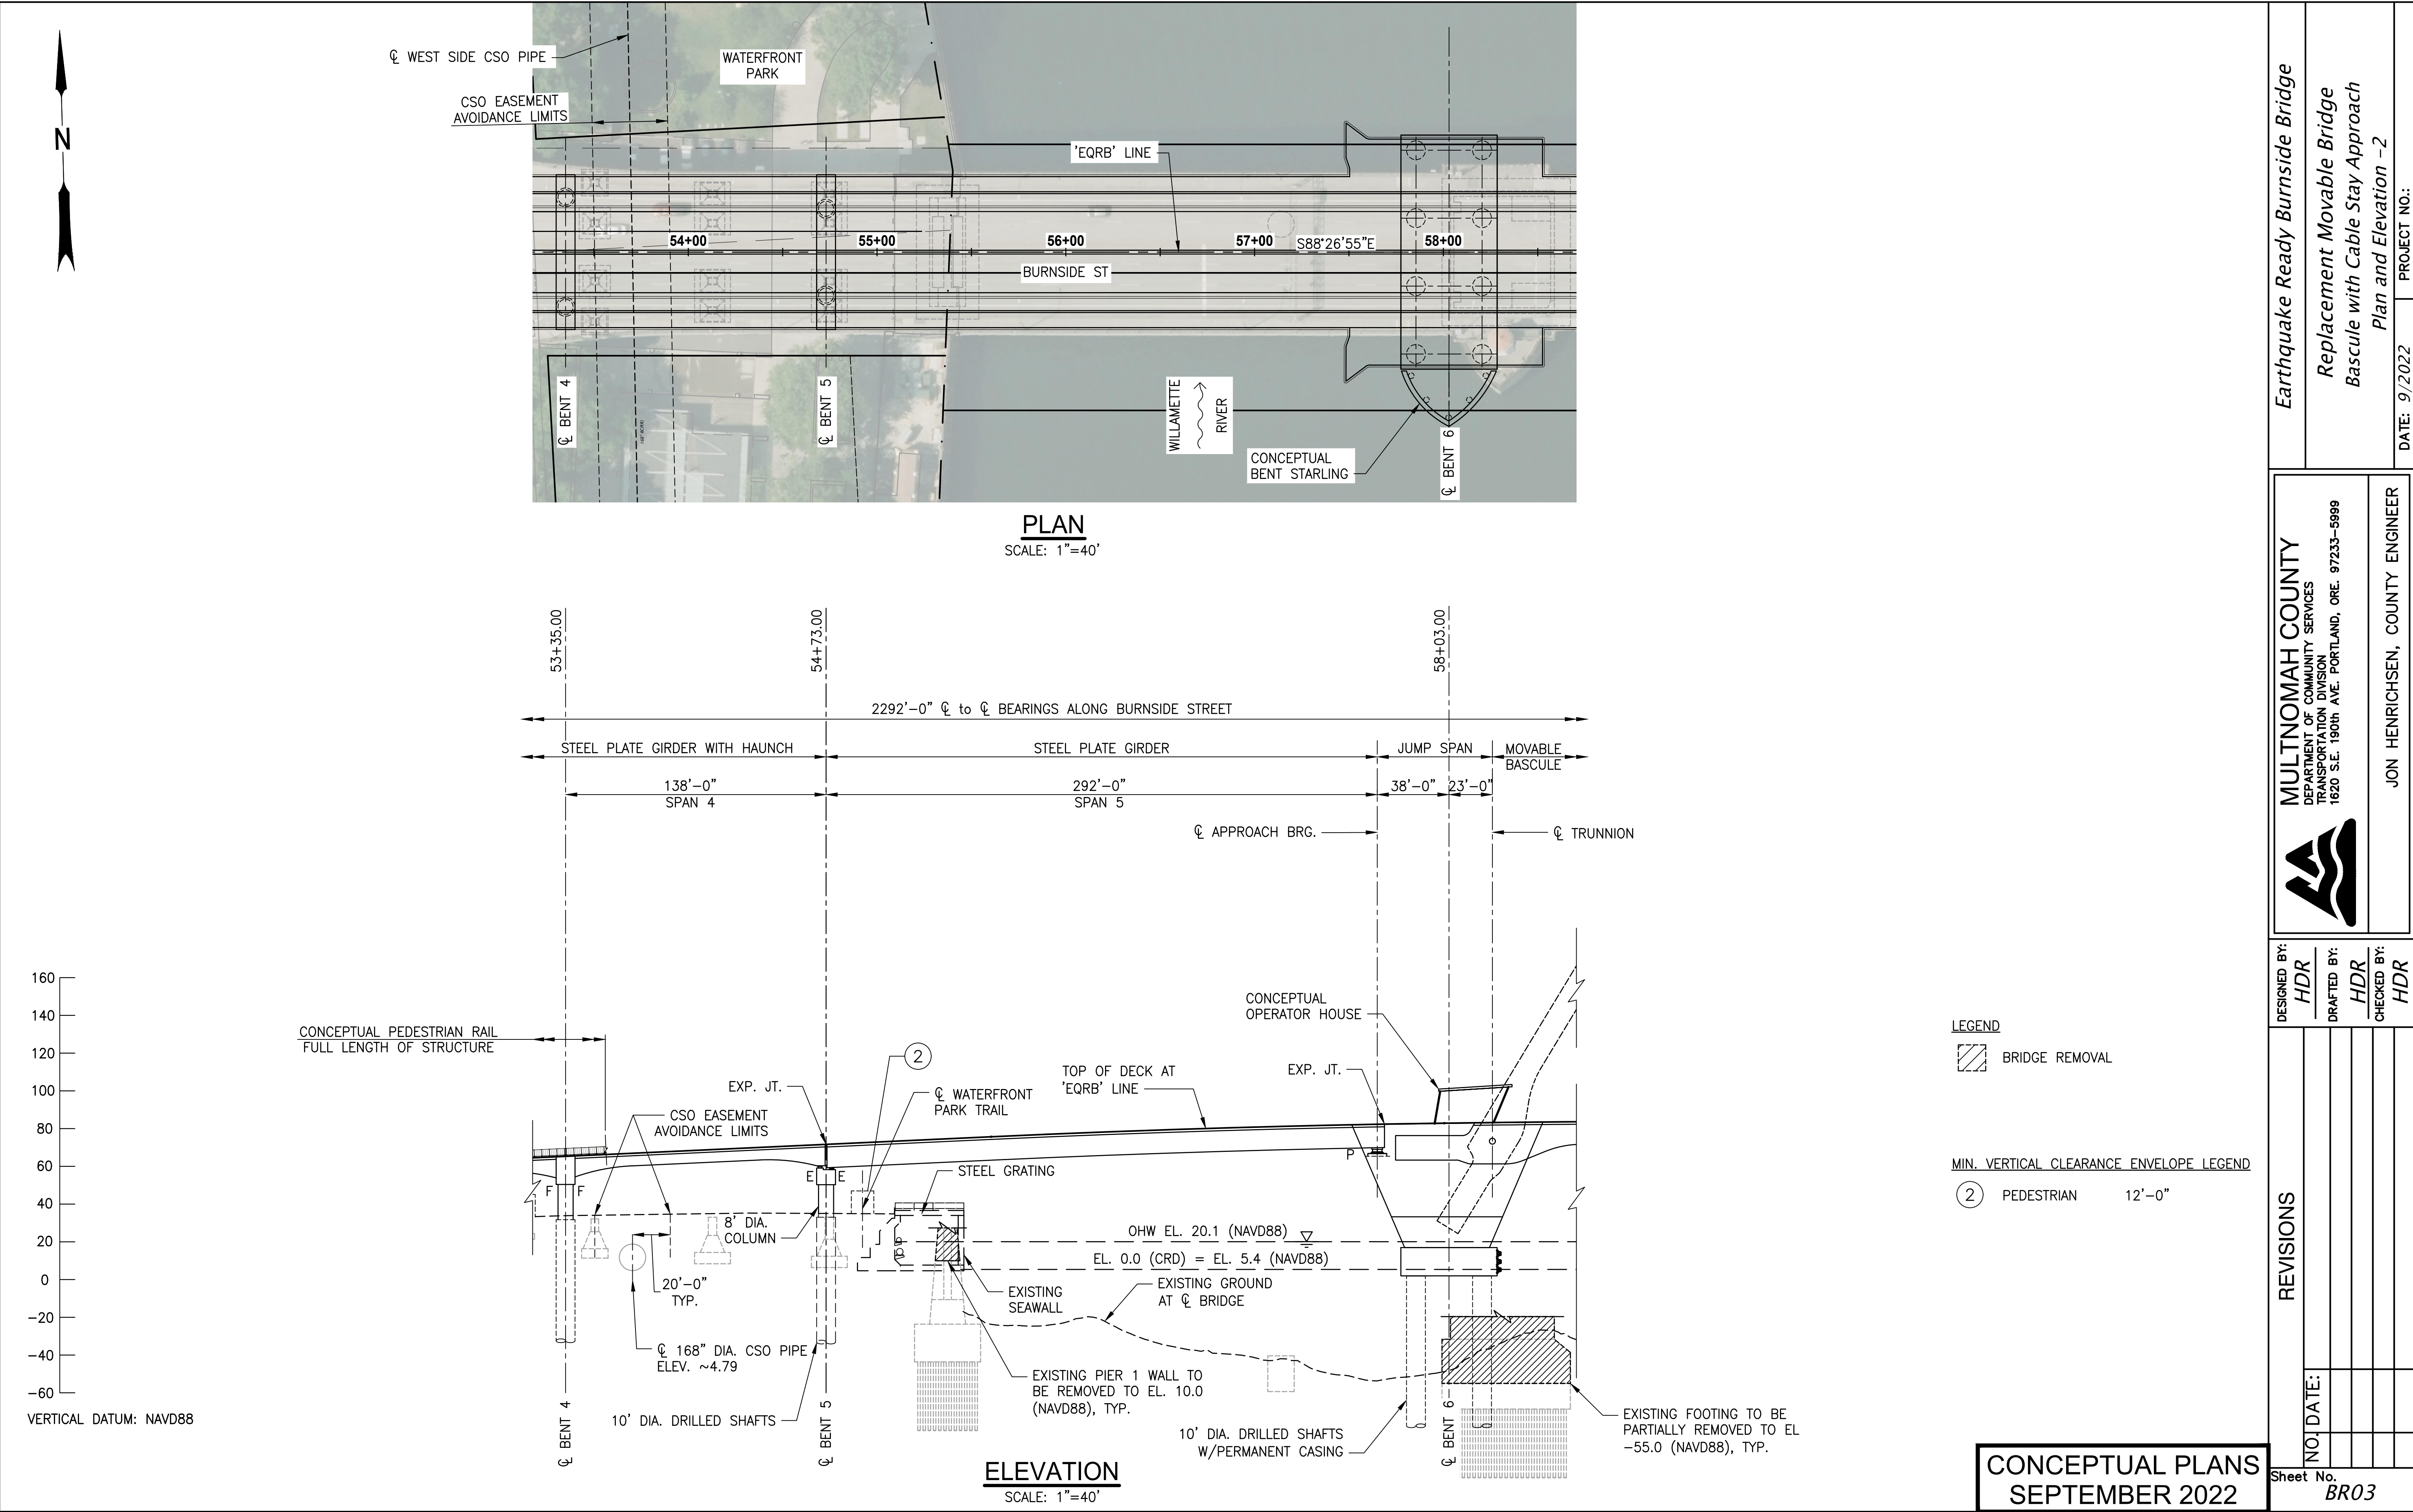 ℄ WEST SIDE CSO PIPE
CSO EASEMENT
AVOIDANCE LIMITS
N
WATERFRONT
PARK
'EQRB' LINE
54+00
55+00
56+00
57+00
S88°26'55"E
58+00
BURNSIDE ST
℄ BENT 4
℄ BENT 5
WILLAMETTE
RIVER
CONCEPTUAL
BENT STARLING
℄ BENT 6
PLAN
SCALE: 1"=40'
53+35.00
54+73.00
58+03.00
2292'-0" ℄ to ℄ BEARINGS ALONG BURNSIDE STREET
STEEL PLATE GIRDER WITH HAUNCH
STEEL PLATE GIRDER
JUMP SPAN
MOVABLE
BASCULE
138'-0"
SPAN 4
292'-0"
SPAN 5
38'-0"
23'-0"
℄ APPROACH BRG.
℄ TRUNNION
160
140
120
100
80
60
40
20
0
-20
-40
-60
VERTICAL DATUM: NAVD88
CONCEPTUAL PEDESTRIAN RAIL
FULL LENGTH OF STRUCTURE
EXP. JT.
CSO EASEMENT
AVOIDANCE LIMITS
2
℄ WATERFRONT
PARK TRAIL
TOP OF DECK AT
'EQRB' LINE
CONCEPTUAL
OPERATOR HOUSE
EXP. JT.
F F
E E
P
STEEL GRATING
8' DIA.
COLUMN
OHW EL. 20.1 (NAVD88)
EL. 0.0 (CRD) = EL. 5.4 (NAVD88)
20'-0"
TYP.
EXISTING
SEAWALL
EXISTING GROUND
AT ℄ BRIDGE
℄ 168" DIA. CSO PIPE
ELEV. ~4.79
EXISTING PIER 1 WALL TO
BE REMOVED TO EL. 10.0
(NAVD88), TYP.
10' DIA. DRILLED SHAFTS
10' DIA. DRILLED SHAFTS
W/PERMANENT CASING
EXISTING FOOTING TO BE
PARTIALLY REMOVED TO EL
-55.0 (NAVD88), TYP.
℄ BENT 4
℄ BENT 5
℄ BENT 6
ELEVATION
SCALE: 1"=40'
LEGEND
BRIDGE REMOVAL
MIN. VERTICAL CLEARANCE ENVELOPE LEGEND
2 PEDESTRIAN 12'-0"
CONCEPTUAL PLANS
SEPTEMBER 2022
Earthquake Ready Burnside Bridge
Replacement Movable Bridge
Bascule with Cable Stay Approach
Plan and Elevation -2
DATE: 9/2022
PROJECT NO.:
MULTNOMAH COUNTY
DEPARTMENT OF COMMUNITY SERVICES
TRANSPORTATION DIVISION
1620 S.E. 190th AVE. PORTLAND, ORE. 97233-5999
JON HENRICHSEN, COUNTY ENGINEER
DESIGNED BY:
HDR
DRAFTED BY:
HDR
CHECKED BY:
HDR
REVISIONS
NO. DATE:
Sheet No.
BR03